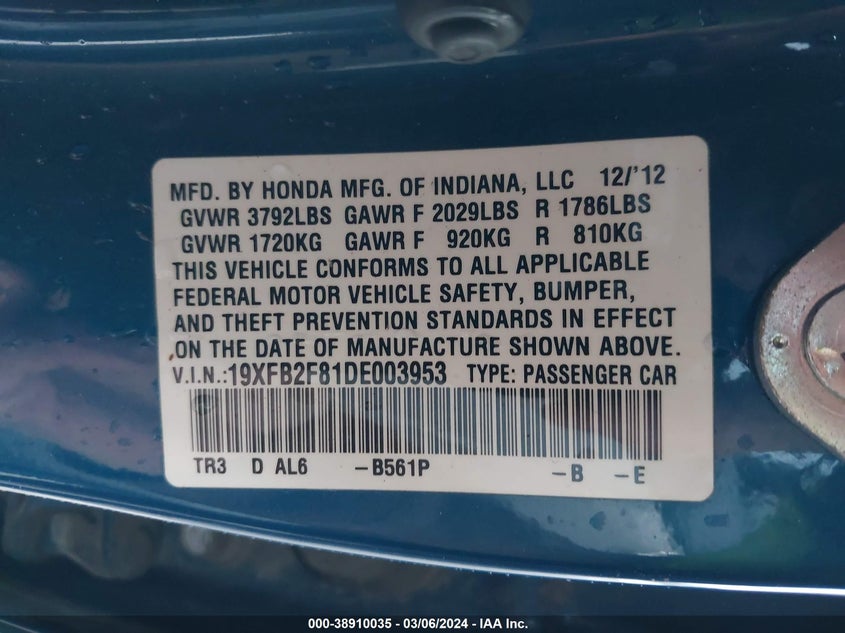 MFD. BY HONDA MFG. OF INDIANA, LLC 12/'12
GVWR 3792LBS GAWR F 2029LBS R 1786LBS
GVWR 1720KG GAWR F 920KG R 810KG
THIS VEHICLE CONFORMS TO ALL APPLICABLE
FEDERAL MOTOR VEHICLE SAFETY, BUMPER,
AND THEFT PREVENTION STANDARDS IN EFFECT
ON THE DATE OF MANUFACTURE SHOWN ABOVE.
V.I.N.:19XFB2F81DE003953 TYPE: PASSENGER CAR
TR3 D AL6 -B561P -B -E
000-38910035 - 03/06/2024 - IAA Inc.